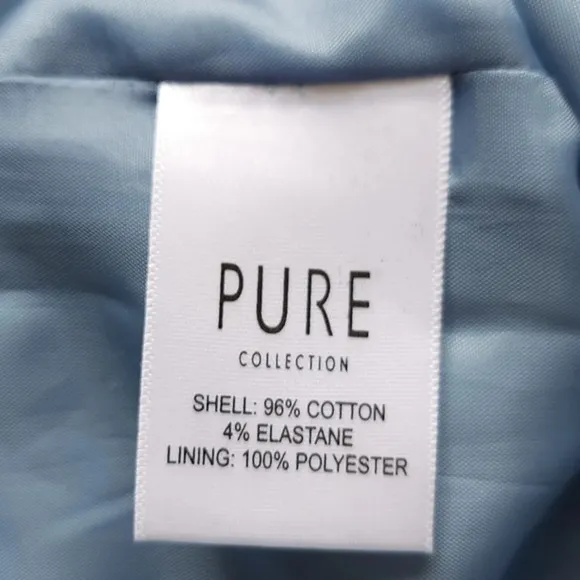 PURE
COLLECTION
SHELL: 96% COTTON
4% ELASTANE
LINING: 100% POLYESTER